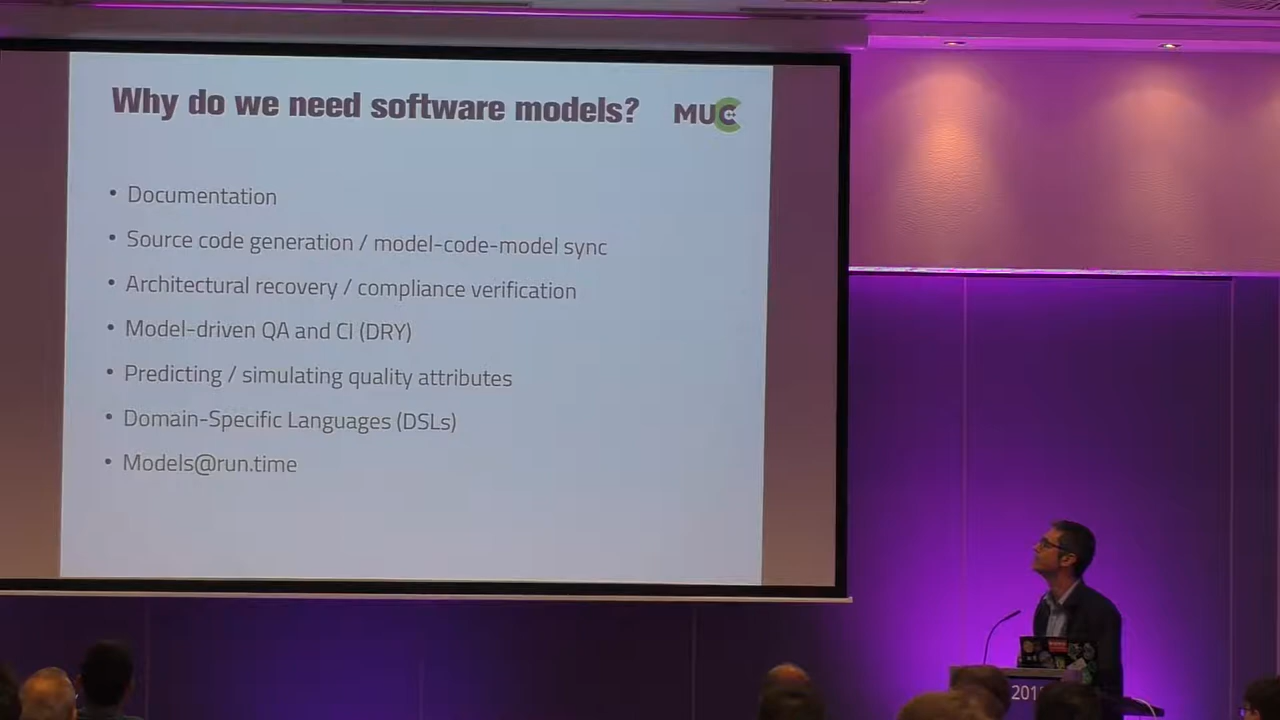 Why do we need software models?
MUC
• Documentation
• Source code generation / model-code-model sync
• Architectural recovery / compliance verification
• Model-driven QA and CI (DRY)
• Predicting / simulating quality attributes
• Domain-Specific Languages (DSLs)
• Models@run.time